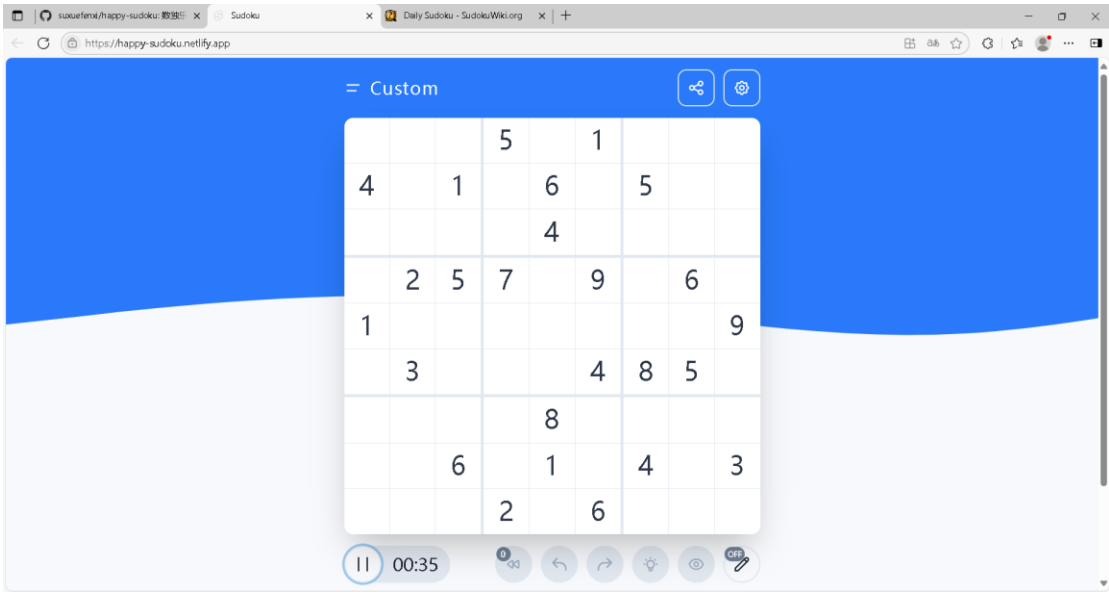 suxuefenxi/happy-sudoku: 数独乐
Sudoku
Daily Sudoku - SudokuWiki.org
https://happy-sudoku.netlify.app
Custom
5 1
4 1 6 5
4
2 5 7 9 6
1 9
3 4 8 5
8
6 1 4 3
2 6
00:35
0
OFF